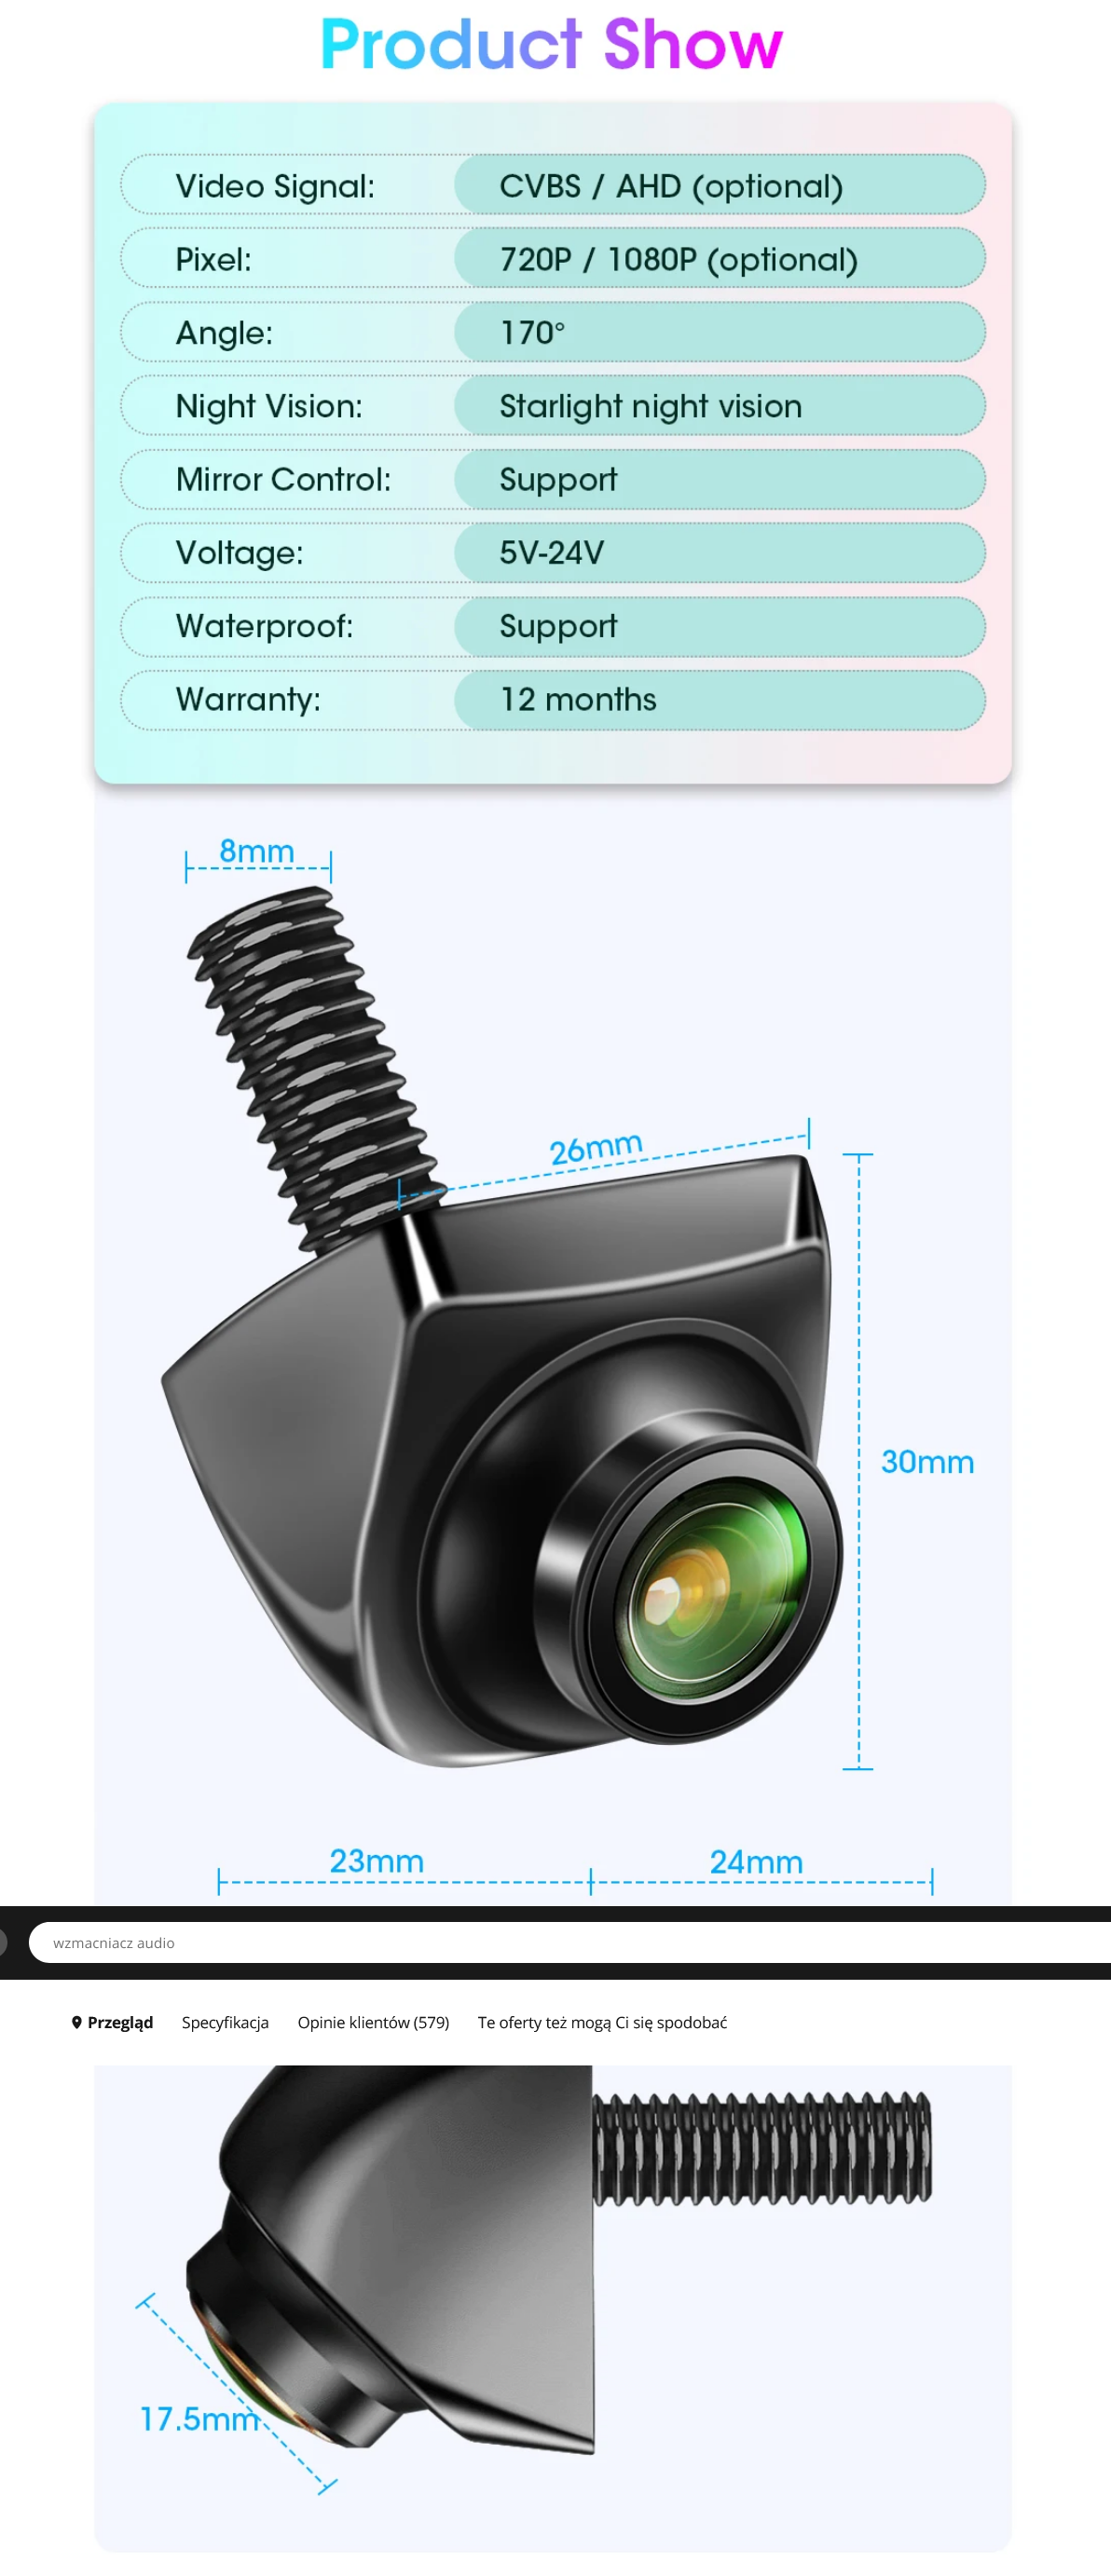 Product Show
Video Signal: CVBS / AHD (optional)
Pixel: 720P / 1080P (optional)
Angle: 170°
Night Vision: Starlight night vision
Mirror Control: Support
Voltage: 5V-24V
Waterproof: Support
Warranty: 12 months
8mm
26mm
30mm
23mm 24mm
wzmacniacz audio
Przegląd Specyfikacja Opinie klientów (579) Te oferty też mogą Ci się spodobać
17.5mm